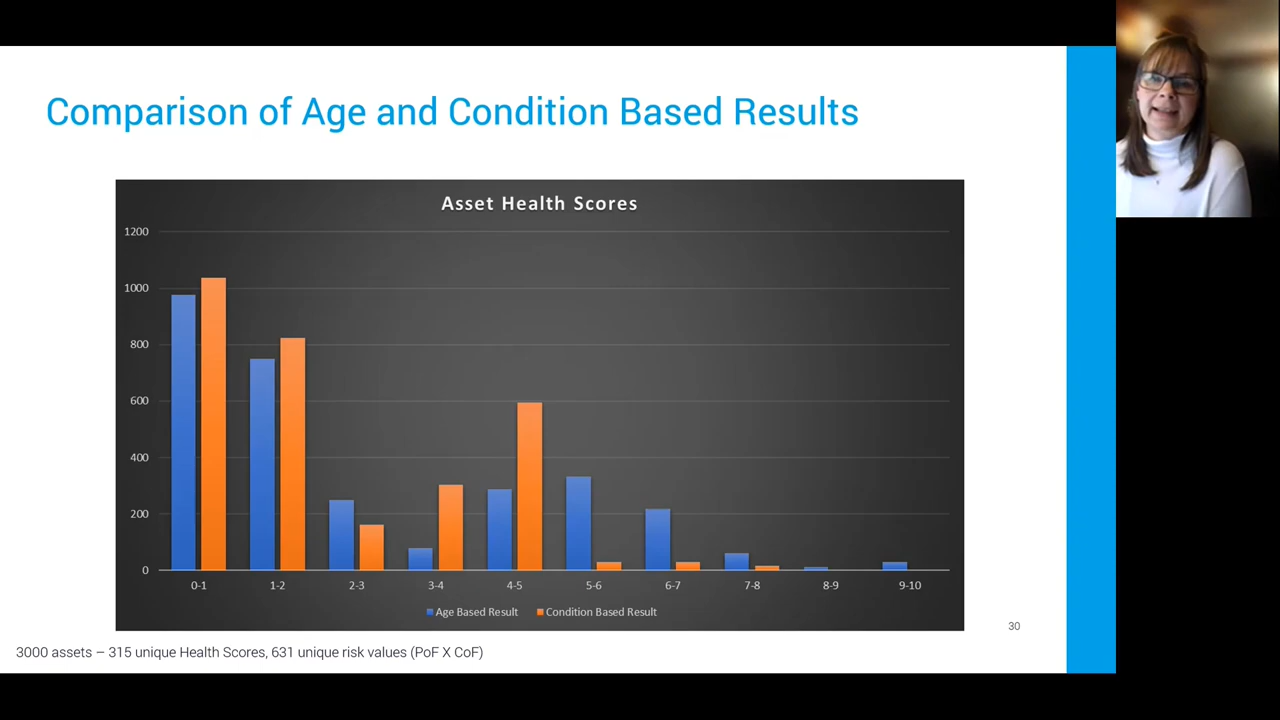 Comparison of Age and Condition Based Results
Asset Health Scores
1200
1000
800
600
400
200
0
0-1 1-2 2-3 3-4 4-5 5-6 6-7 7-8 8-9 9-10
Age Based Result Condition Based Result
30
3000 assets – 315 unique Health Scores, 631 unique risk values (PoF X CoF)